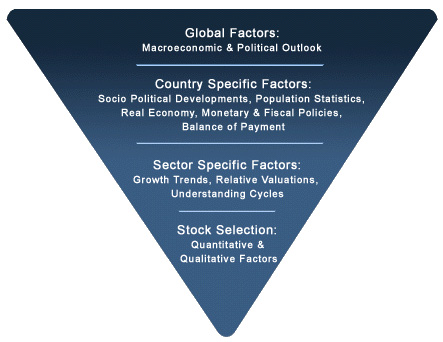 Global Factors:
Macroeconomic & Political Outlook
Country Specific Factors:
Socio Political Developments, Population Statistics,
Real Economy, Monetary & Fiscal Policies,
Balance of Payment
Sector Specific Factors:
Growth Trends, Relative Valuations,
Understanding Cycles
Stock Selection:
Quantitative &
Qualitative Factors